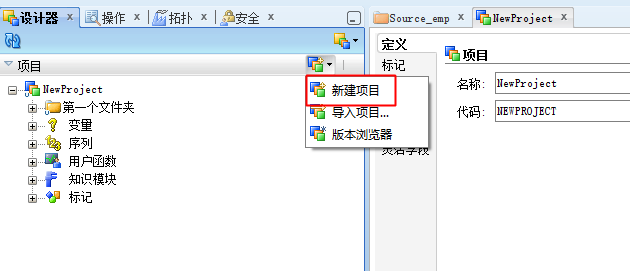 设计器 操作 拓扑 安全
项目
NewProject
第一个文件夹
变量
序列
用户函数
知识模块
标记
新建项目
导入项目...
版本浏览器
Source_emp NewProject
定义
标记
灵名字段
项目
名称: NewProject
代码: NEWPROJECT